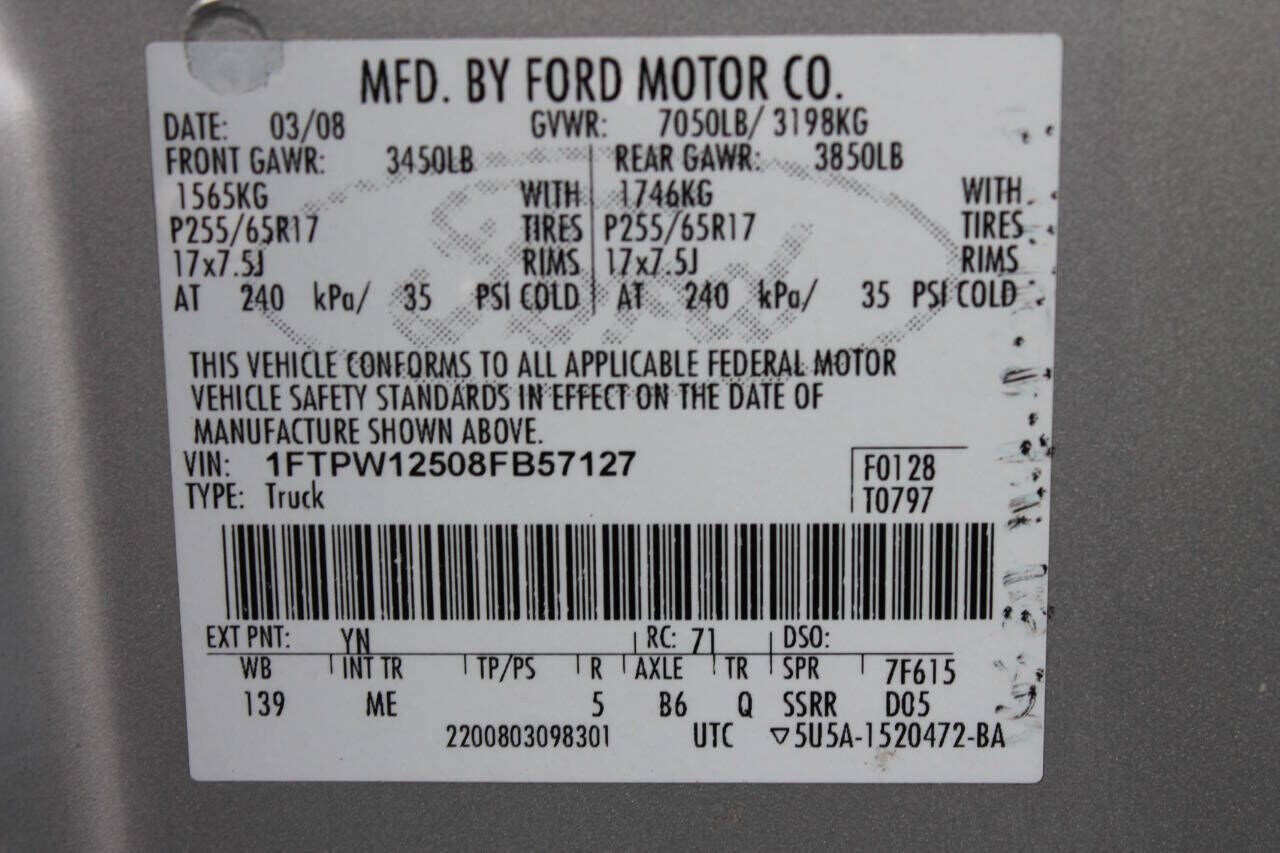 MFD. BY FORD MOTOR CO.
DATE: 03/08 GVWR: 7050LB/ 3198KG
FRONT GAWR: 3450LB REAR GAWR: 3850LB
1565KG WITH 1746KG WITH
P255/65R17 TIRES P255/65R17 TIRES
17x7.5J RIMS 17x7.5J RIMS
AT 240 kPa/ 35 PSI COLD AT 240 kPa/ 35 PSI COLD
Ford
THIS VEHICLE CONFORMS TO ALL APPLICABLE FEDERAL MOTOR
VEHICLE SAFETY STANDARDS IN EFFECT ON THE DATE OF
MANUFACTURE SHOWN ABOVE.
VIN: 1FTPW12508FB57127 F0128
TYPE: Truck T0797
EXT PNT: YN RC: 71 DSO:
WB INT TR TP/PS R AXLE TR SPR 7F615
139 ME 5 B6 Q SSRR D05
2200803098301 UTC ▽5U5A-1520472-BA